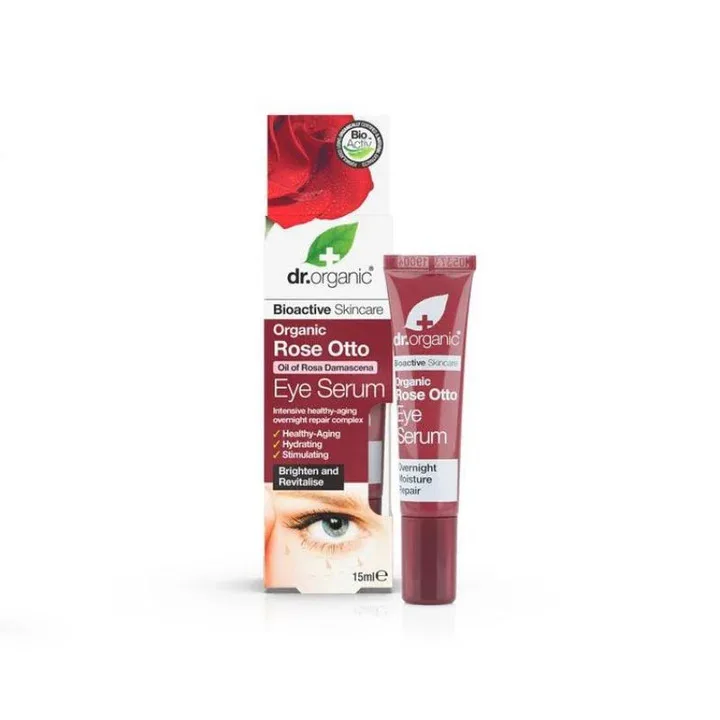 Bio
Activ
dr.organic®
Bioactive Skincare
Organic
Rose Otto
Oil of Rosa Damascena
Eye Serum
Intensive healthy-aging
overnight repair complex
✓ Healthy-Aging
✓ Hydrating
✓ Stimulating
Brighten and
Revitalise
15ml℮
dr.organic®
Bioactive Skincare
Organic
Rose Otto
Eye
Serum
Overnight
Moisture
Repair